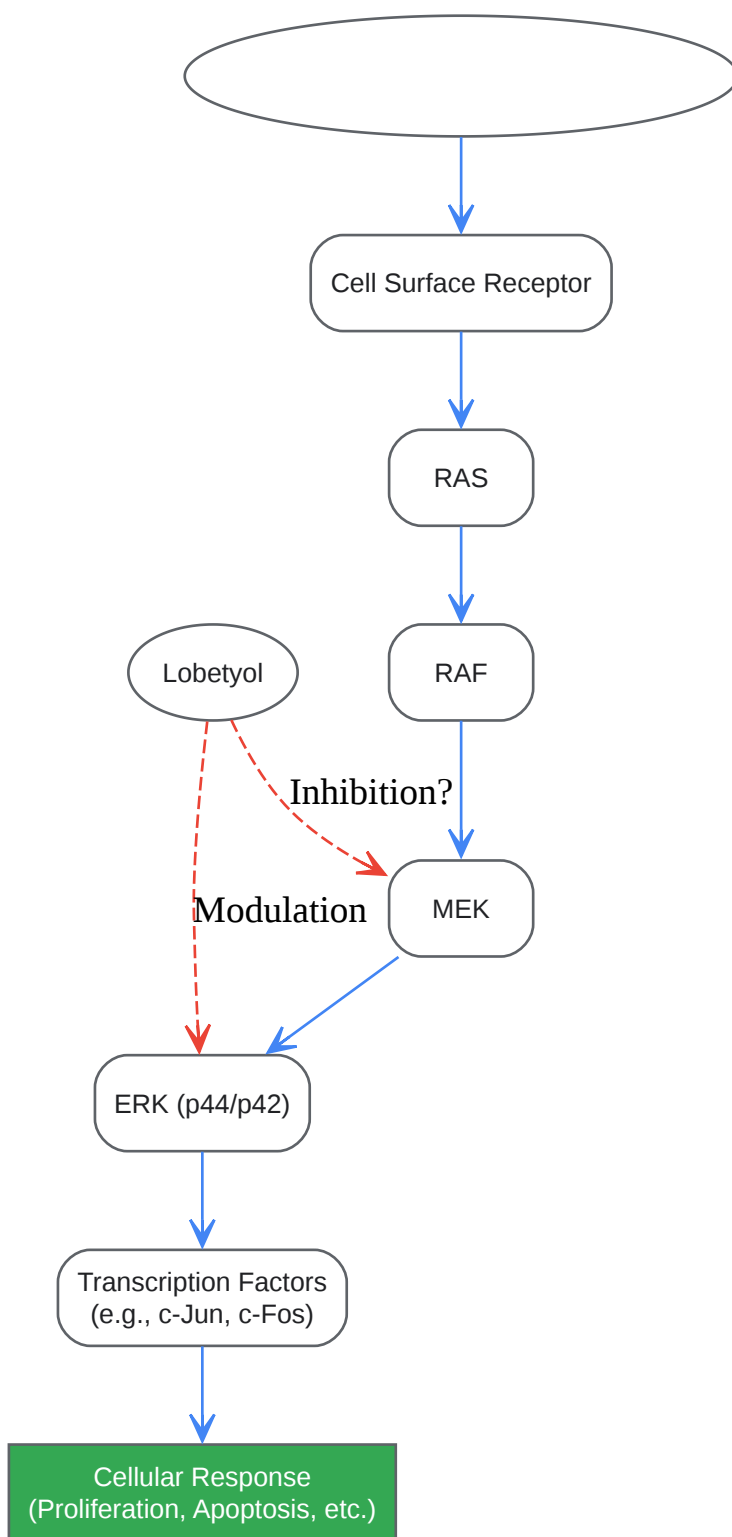 Cell Surface Receptor
RAS
RAF
Lobetyol
Inhibition?
Modulation
MEK
ERK (p44/p42)
Transcription Factors
(e.g., c-Jun, c-Fos)
Cellular Response
(Proliferation, Apoptosis, etc.)